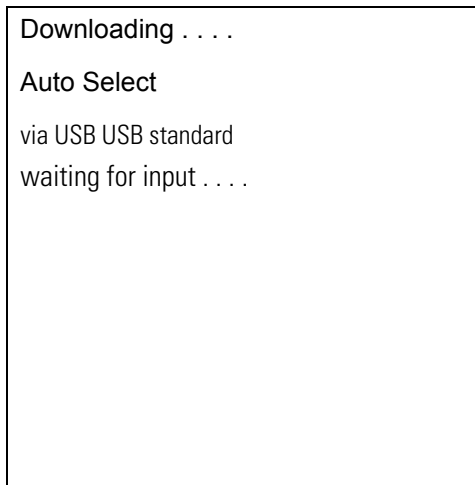 Downloading . . . .
Auto Select
via USB USB standard
waiting for input . . . .